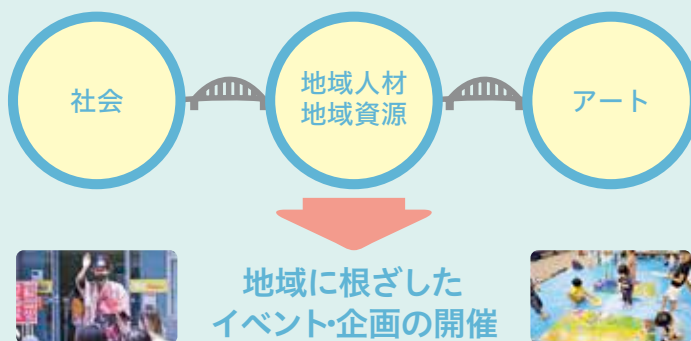 社会
地域人材
地域資源
アート
地域に根ざした
イベント・企画の開催